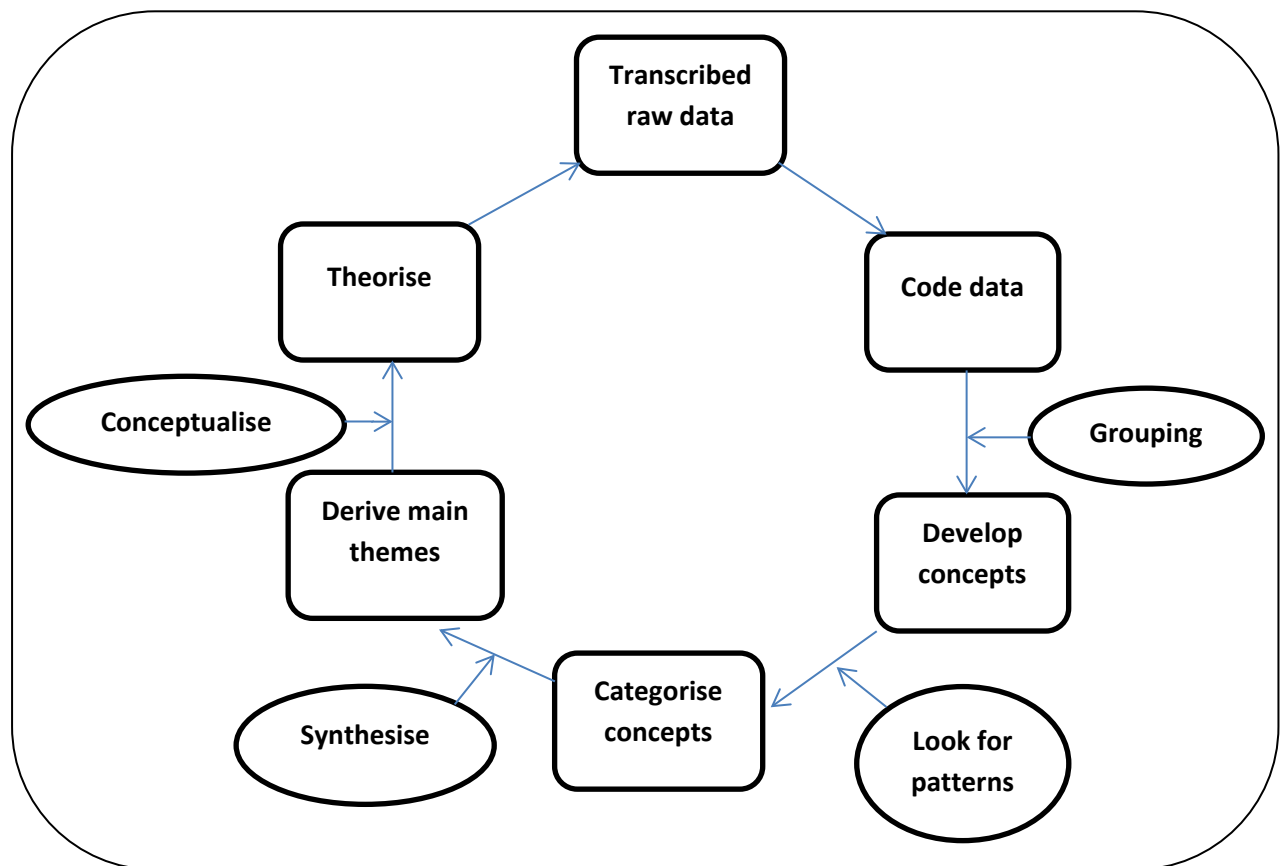 Transcribed
raw data
Theorise
Code data
Conceptualise
Grouping
Derive main
themes
Develop
concepts
Categorise
concepts
Synthesise
Look for
patterns